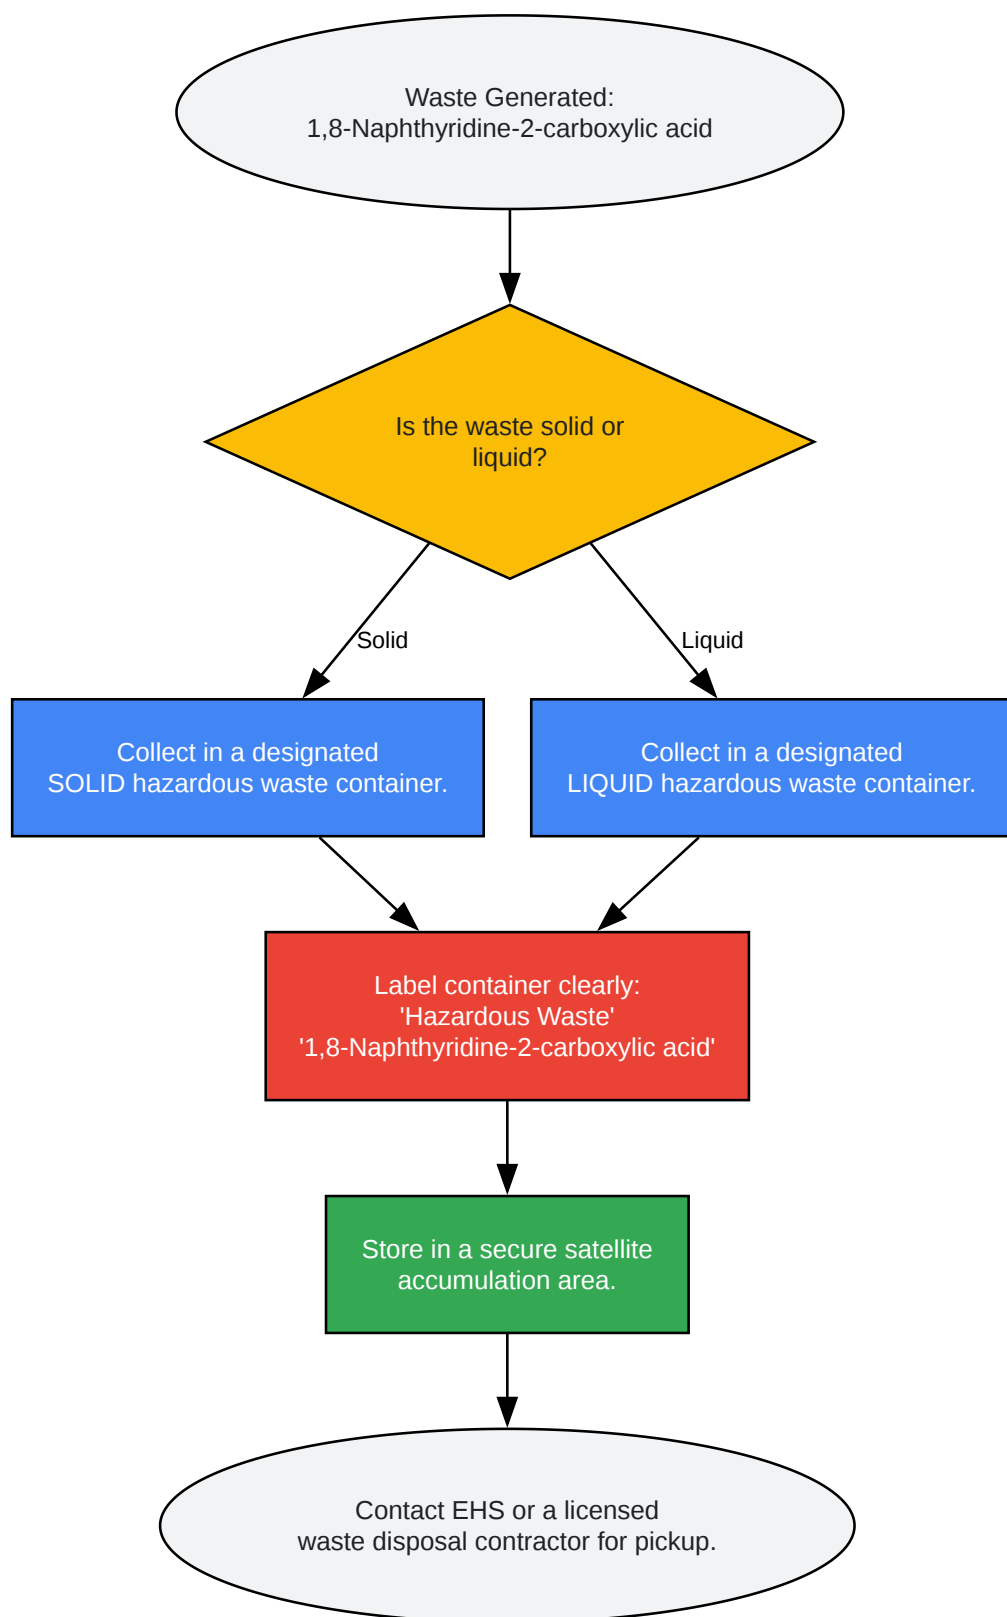 Waste Generated:
1,8-Naphthyridine-2-carboxylic acid
Is the waste solid or
liquid?
Solid
Liquid
Collect in a designated
SOLID hazardous waste container.
Collect in a designated
LIQUID hazardous waste container.
Label container clearly:
'Hazardous Waste'
'1,8-Naphthyridine-2-carboxylic acid'
Store in a secure satellite
accumulation area.
Contact EHS or a licensed
waste disposal contractor for pickup.